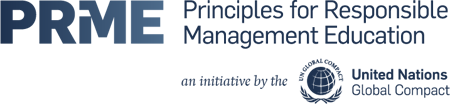 PRME Principles for Responsible
Management Education
an initiative by the
UN GLOBAL COMPACT
United Nations
Global Compact